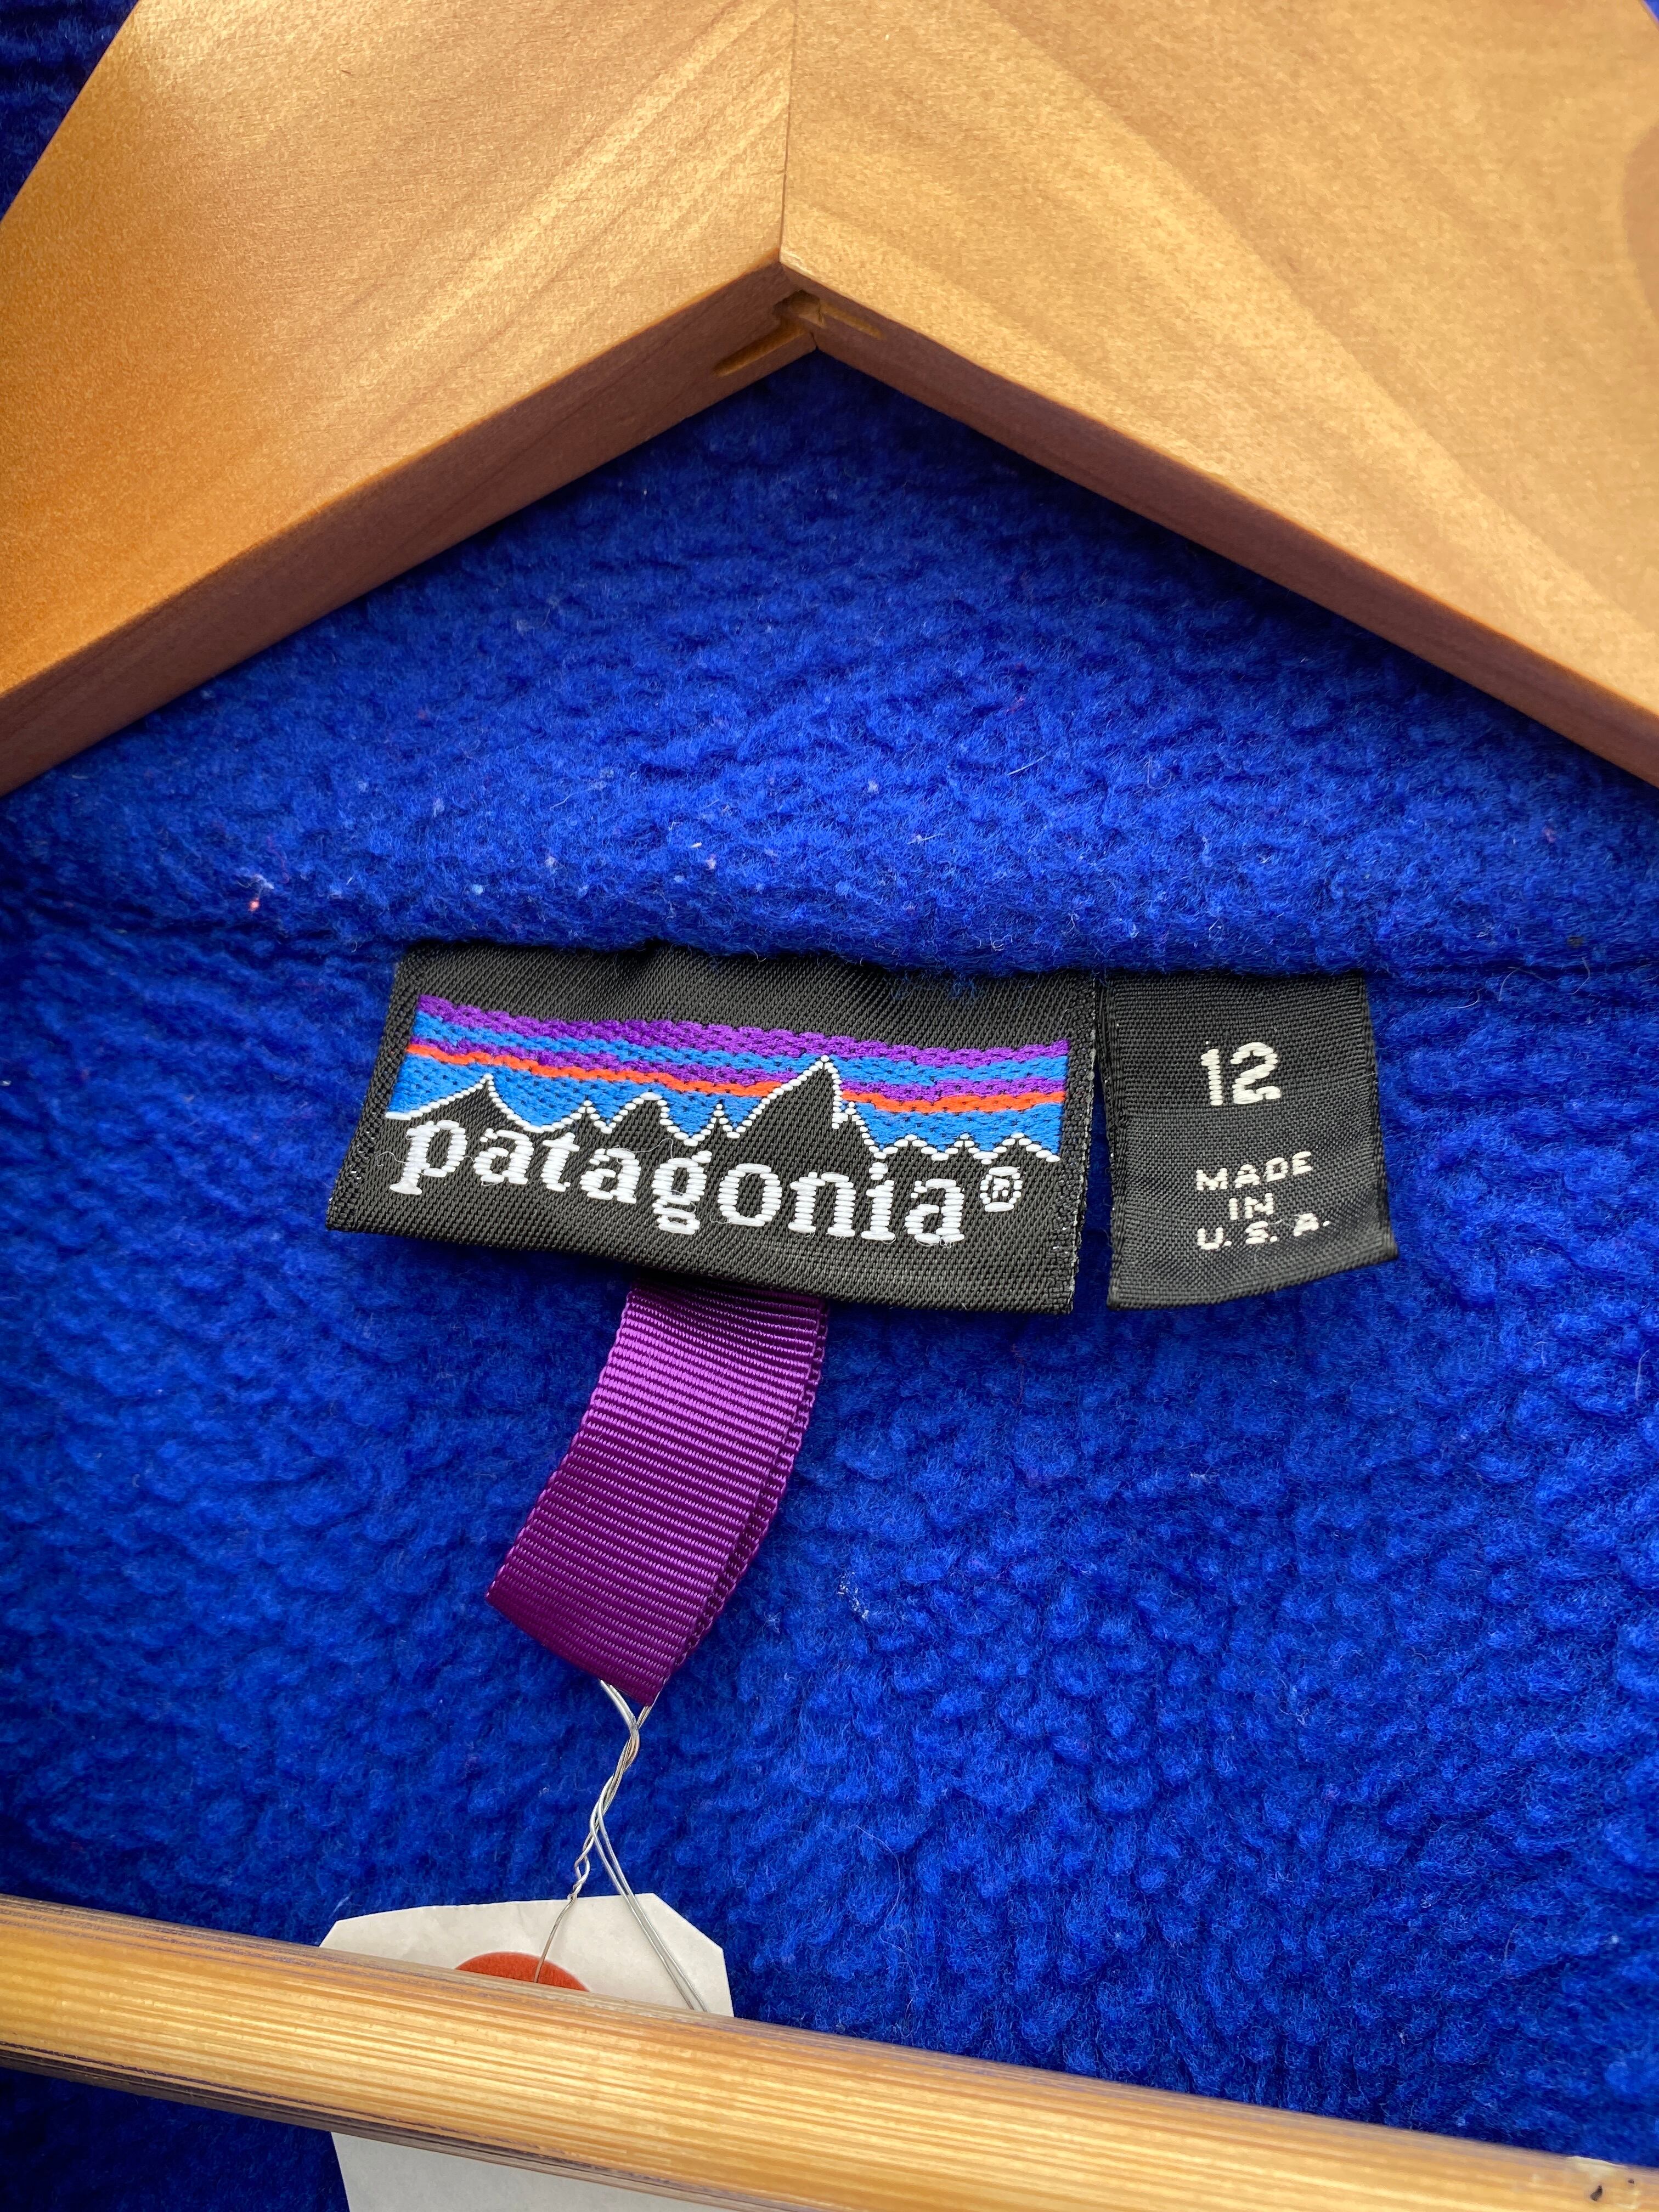 patagonia®
12
MADE
IN
U. S. A.